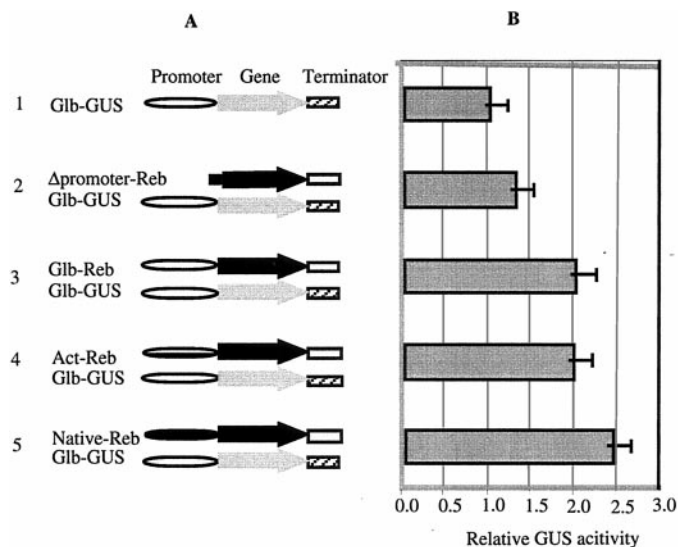 A B
Promoter Gene Terminator
1 Glb-GUS
2 Δpromoter-Reb
Glb-GUS
3 Glb-Reb
Glb-GUS
4 Act-Reb
Glb-GUS
5 Native-Reb
Glb-GUS
0.0 0.5 1.0 1.5 2.0 2.5 3.0
Relative GUS acitivity